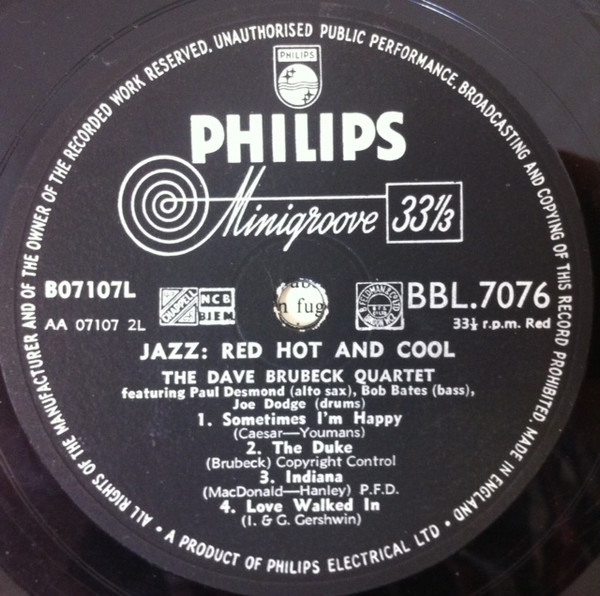 ALL RIGHTS OF THE MANUFACTURER AND OF THE OWNER OF THE RECORDED WORK RESERVED. UNAUTHORISED PUBLIC PERFORMANCE, BROADCASTING AND COPYING OF THIS RECORD PROHIBITED. MADE IN ENGLAND
PHILIPS
PHILIPS
Minigroove 33⅓
B07107L
CHAPPELL
NCB
BIEM
n fug
BBL.7076
AA 07107 2L
33⅓ r.p.m. Red
JAZZ: RED HOT AND COOL
THE DAVE BRUBECK QUARTET
featuring Paul Desmond (alto sax), Bob Bates (bass),
Joe Dodge (drums)
1. Sometimes I'm Happy
(Caesar—Youmans)
2. The Duke
(Brubeck) Copyright Control
3. Indiana
(MacDonald—Hanley) P.F.D.
4. Love Walked In
(I. & G. Gershwin)
• A PRODUCT OF PHILIPS ELECTRICAL LTD •